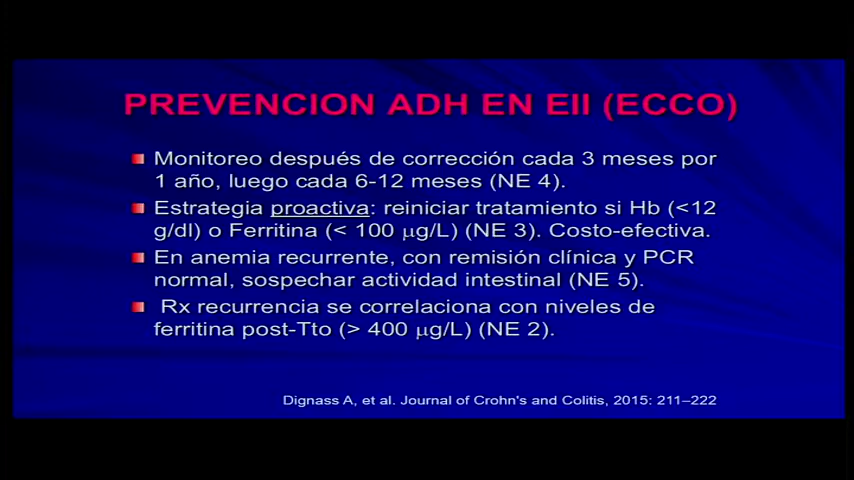 PREVENCION ADH EN EII (ECCO)
Monitoreo después de corrección cada 3 meses por
1 año, luego cada 6-12 meses (NE 4).
Estrategia proactiva: reiniciar tratamiento si Hb (<12
g/dl) o Ferritina (< 100 µg/L) (NE 3). Costo-efectiva.
En anemia recurrente, con remisión clínica y PCR
normal, sospechar actividad intestinal (NE 5).
Rx recurrencia se correlaciona con niveles de
ferritina post-Tto (> 400 µg/L) (NE 2).
Dignass A, et al. Journal of Crohn's and Colitis, 2015: 211–222